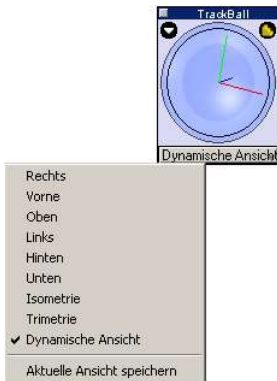 TrackBall
Dynamische Ansicht
Rechts
Vorne
Oben
Links
Hinten
Unten
Isometrie
Trimetrie
Dynamische Ansicht
Aktuelle Ansicht speichern